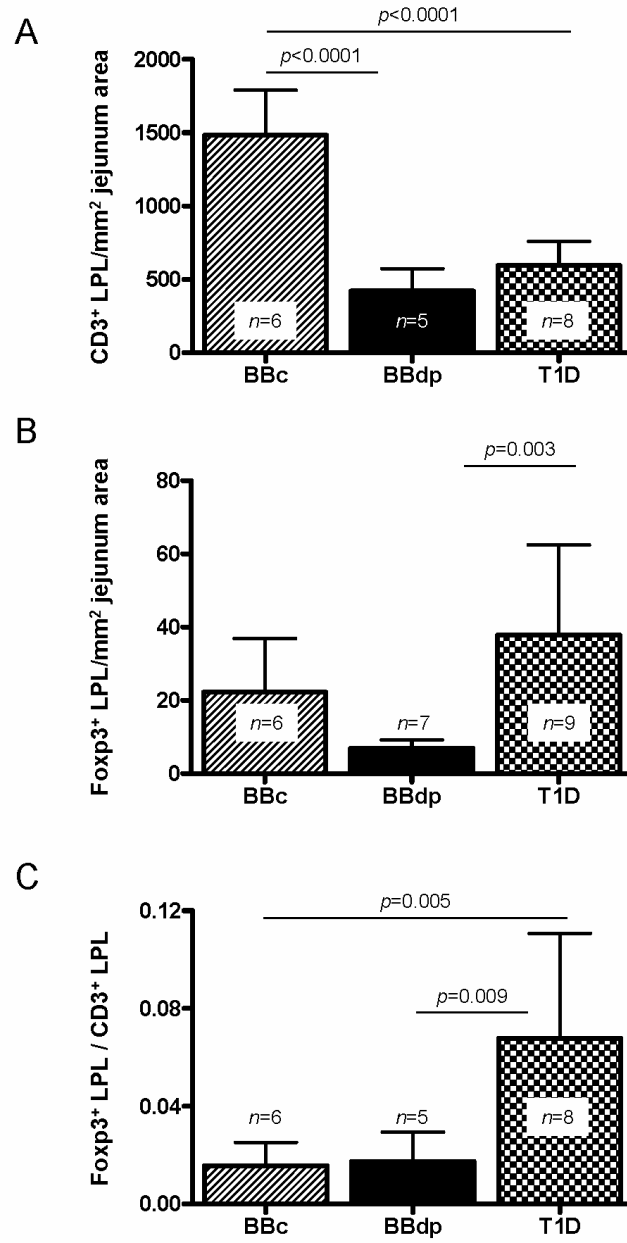 A
p<0.0001
p<0.0001
CD3⁺ LPL/mm² jejunum area
2000
1500
1000
500
0
n=6
n=5
n=8
BBc
BBdp
T1D
B
p=0.003
Foxp3⁺ LPL/mm² jejunum area
80
60
40
20
0
n=6
n=7
n=9
BBc
BBdp
T1D
C
p=0.005
p=0.009
Foxp3⁺ LPL / CD3⁺ LPL
0.12
0.08
0.04
0.00
n=6
n=5
n=8
BBc
BBdp
T1D